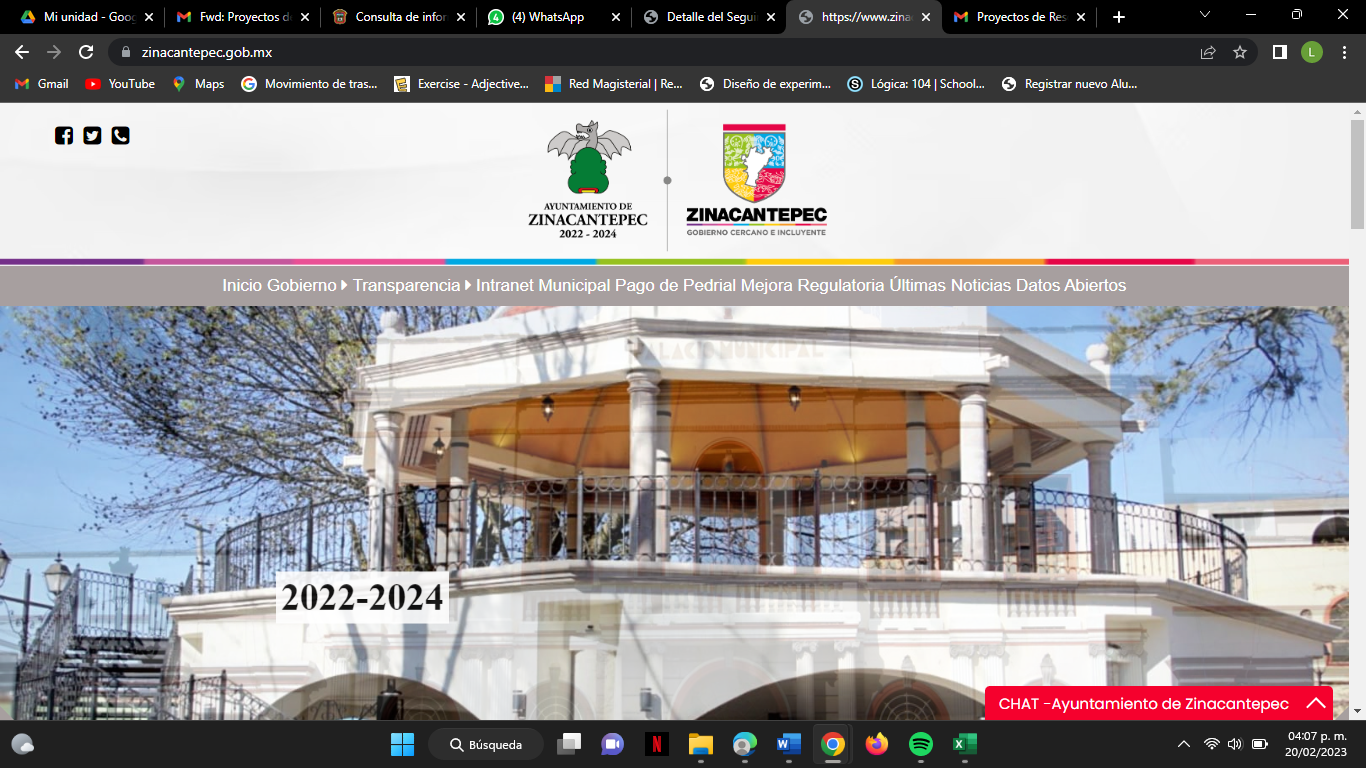 Mi unidad - Goog
Fwd: Proyectos d
Consulta de infor
(4) WhatsApp
Detalle del Segui
https://www.zina
Proyectos de Res
zinacantepec.gob.mx
L
Gmail
YouTube
Maps
Movimiento de tras...
Exercise - Adjective...
Red Magisterial | Re...
Diseño de experim...
Lógica: 104 | School...
Registrar nuevo Alu...
AYUNTAMIENTO DE
ZINACANTEPEC
2022 - 2024
ZINACANTEPEC
GOBIERNO CERCANO E INCLUYENTE
Inicio Gobierno Transparencia Intranet Municipal Pago de Pedrial Mejora Regulatoria Últimas Noticias Datos Abiertos
2022-2024
CHAT -Ayuntamiento de Zinacantepec
Búsqueda
04:07 p. m.
20/02/2023